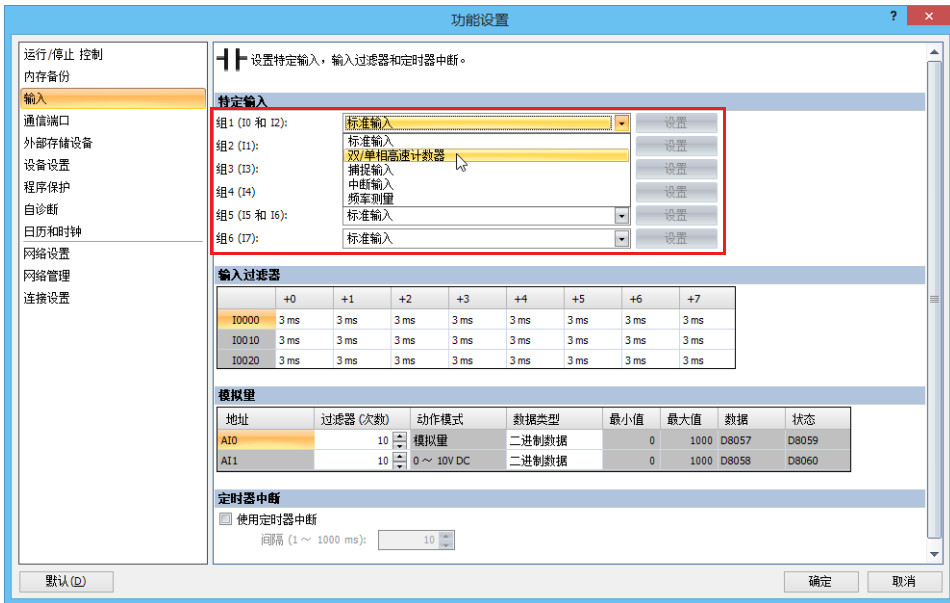 功能设置
? ×
运行/停止 控制
内存备份
输入
通信端口
外部存储设备
设备设置
程序保护
自诊断
日历和时钟
网络设置
网络管理
连接设置
设置特定输入，输入过滤器和定时器中断。
特定输入
组1 (I0 和 I2): 标准输入 设置
组2 (I1): 标准输入 设置
双/单相高速计数器
组3 (I3): 捕捉输入 设置
组4 (I4) 中断输入 设置
频率测量
组5 (I5 和 I6): 标准输入 设置
组6 (I7): 标准输入 设置
输入过滤器
+0 +1 +2 +3 +4 +5 +6 +7
I0000 3 ms 3 ms 3 ms 3 ms 3 ms 3 ms 3 ms 3 ms
I0010 3 ms 3 ms 3 ms 3 ms 3 ms 3 ms 3 ms 3 ms
I0020 3 ms 3 ms 3 ms 3 ms 3 ms 3 ms 3 ms 3 ms
模拟量
地址 过滤器 (次数) 动作模式 数据类型 最小值 最大值 数据 状态
AI0 10 模拟量 二进制数据 0 1000 D8057 D8059
AI1 10 0 ～ 10V DC 二进制数据 0 1000 D8058 D8060
定时器中断
使用定时器中断
间隔 (1 ～ 1000 ms): 10
默认(D) 确定 取消